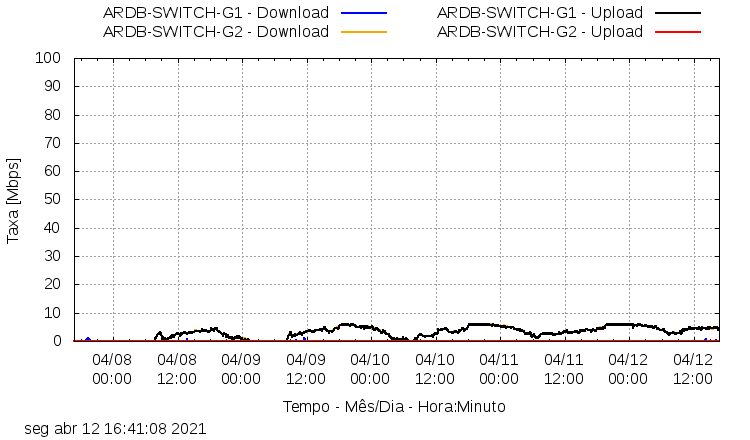 ARDB-SWITCH-G1 - Download ARDB-SWITCH-G1 - Upload
ARDB-SWITCH-G2 - Download ARDB-SWITCH-G2 - Upload
100
90
80
70
60
50
40
30
20
10
0
Taxa [Mbps]
04/08 04/08 04/09 04/09 04/10 04/10 04/11 04/11 04/12 04/12
00:00 12:00 00:00 12:00 00:00 12:00 00:00 12:00 00:00 12:00
Tempo - Mês/Dia - Hora:Minuto
seg abr 12 16:41:08 2021